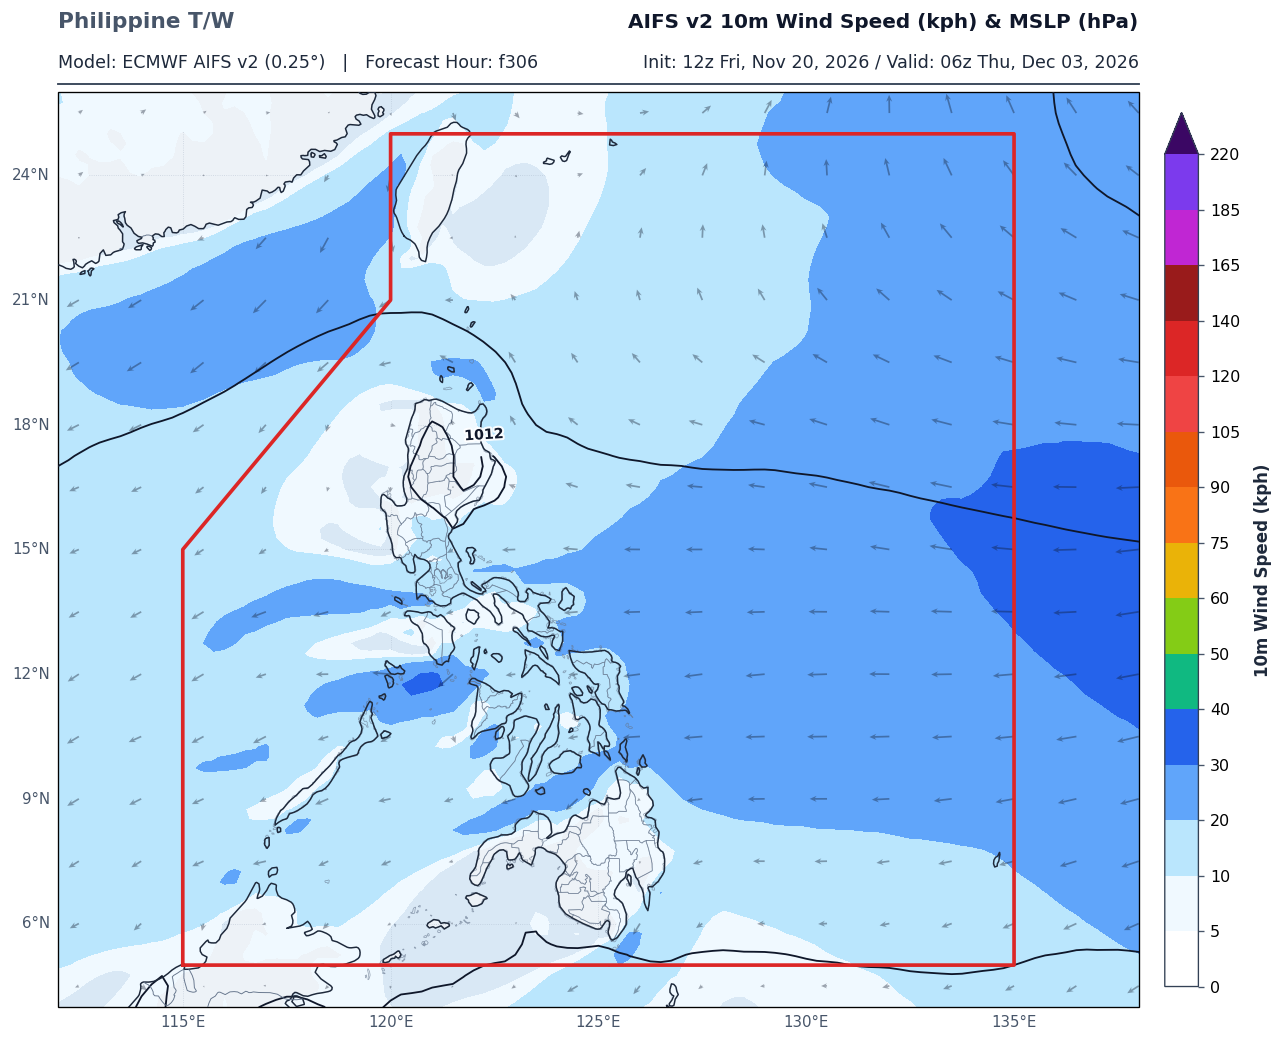 Philippine T/W
AIFS v2 10m Wind Speed (kph) & MSLP (hPa)
Model: ECMWF AIFS v2 (0.25°) | Forecast Hour: f306
Init: 12z Fri, Nov 20, 2026 / Valid: 06z Thu, Dec 03, 2026
24°N
21°N
18°N
15°N
12°N
9°N
6°N
1012
115°E
120°E
125°E
130°E
135°E
220
185
165
140
120
105
90
75
60
50
40
30
20
10
5
0
10m Wind Speed (kph)